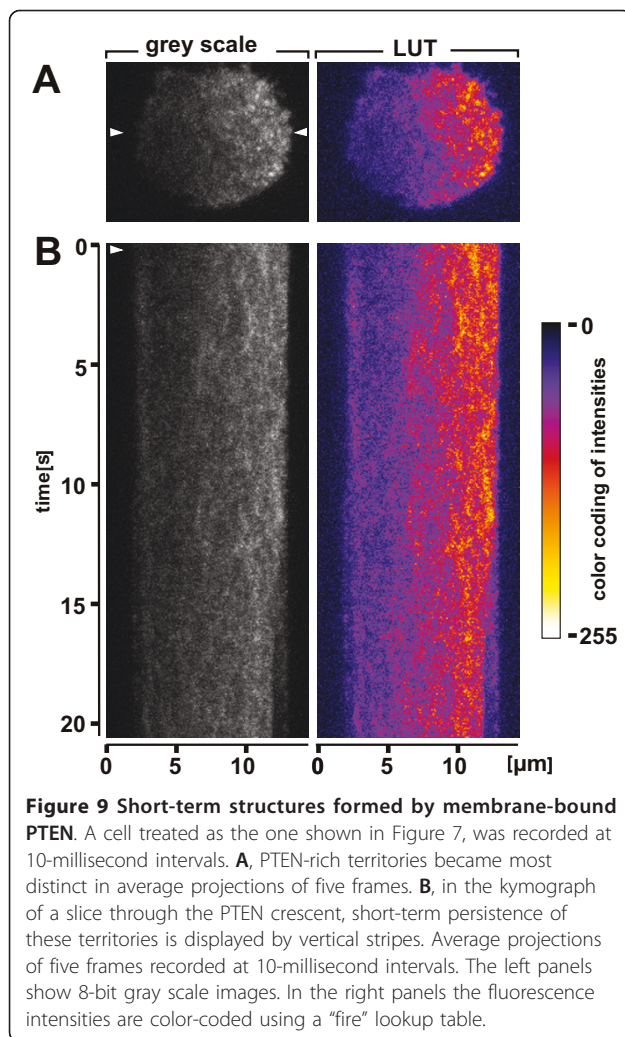 grey scale LUT
A
B
0
5
10
15
20
time[s]
0
255
color coding of intensities
0 5 10 0 5 10 [µm]
Figure 9 Short-term structures formed by membrane-bound
PTEN. A cell treated as the one shown in Figure 7, was recorded at
10-millisecond intervals. A, PTEN-rich territories became most
distinct in average projections of five frames. B, in the kymograph
of a slice through the PTEN crescent, short-term persistence of
these territories is displayed by vertical stripes. Average projections
of five frames recorded at 10-millisecond intervals. The left panels
show 8-bit gray scale images. In the right panels the fluorescence
intensities are color-coded using a “fire” lookup table.